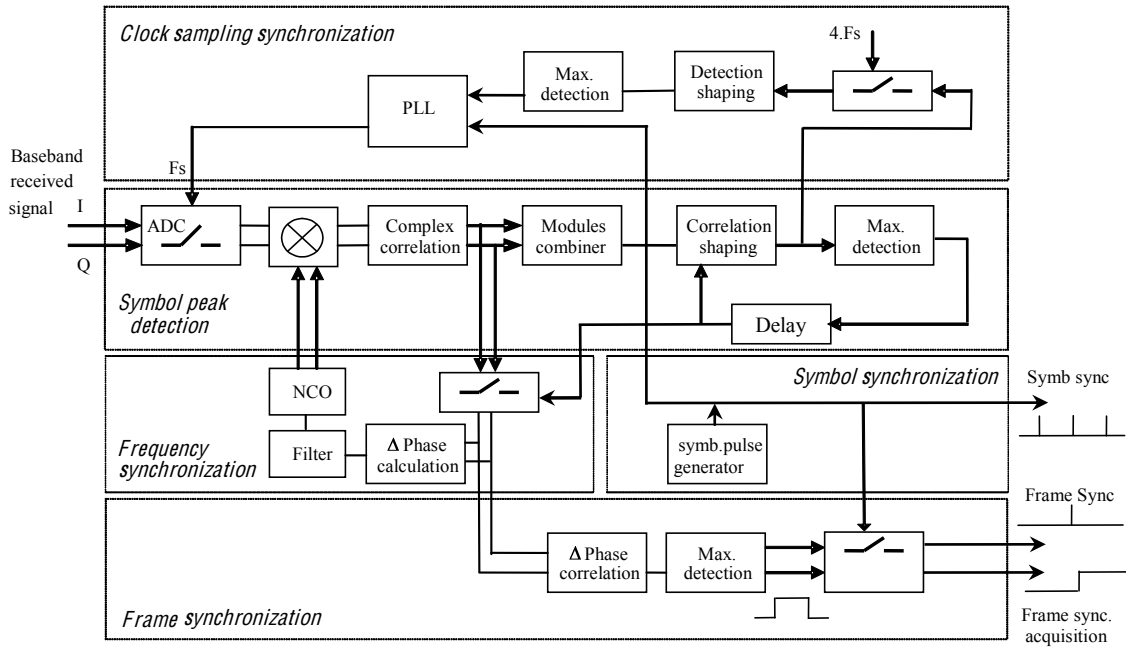 Clock sampling synchronization
4.Fs
Max.
detection
Detection
shaping
PLL
Baseband
received
signal
Fs
I
Q
ADC
Complex
correlation
Modules
combiner
Correlation
shaping
Max.
detection
Symbol peak
detection
Delay
NCO
Symbol synchronization
Symb sync
Filter
Δ Phase
calculation
symb.pulse
generator
Frequency
synchronization
Frame Sync
Δ Phase
correlation
Max.
detection
Frame synchronization
Frame sync.
acquisition